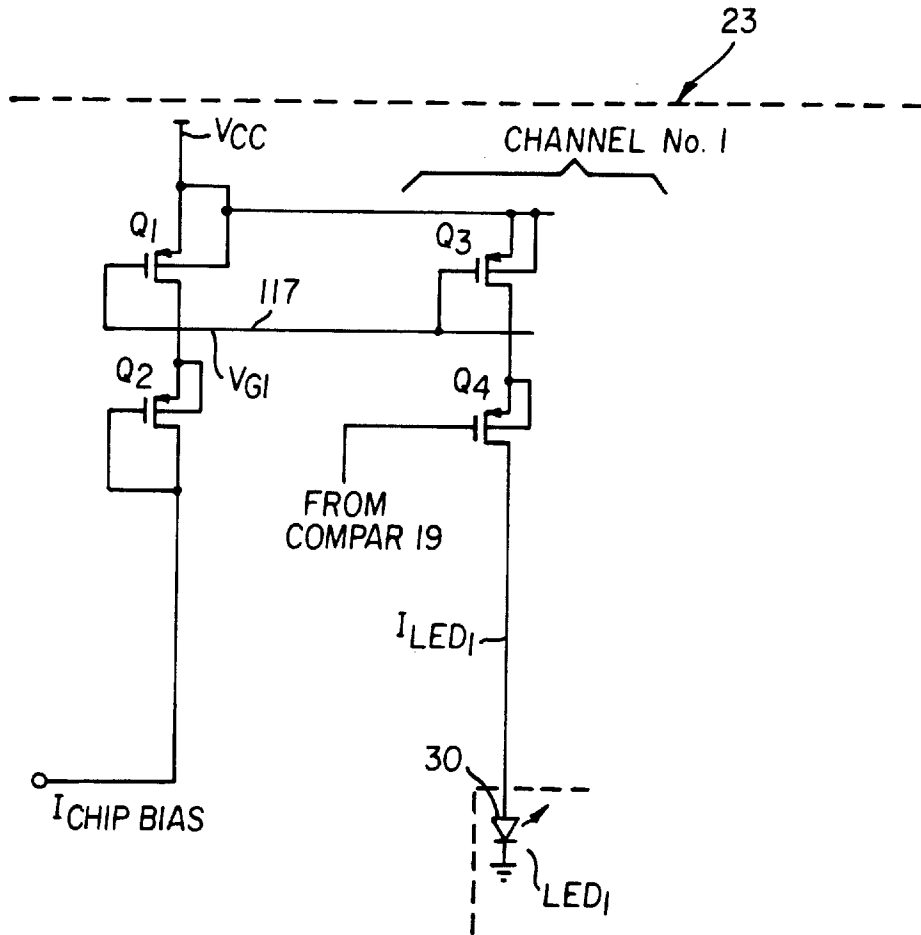 23
VCC
CHANNEL No. 1
Q1
Q3
117
Q2
VG1
Q4
FROM
COMPAR 19
ILED1
30
ICHIP BIAS
LED1